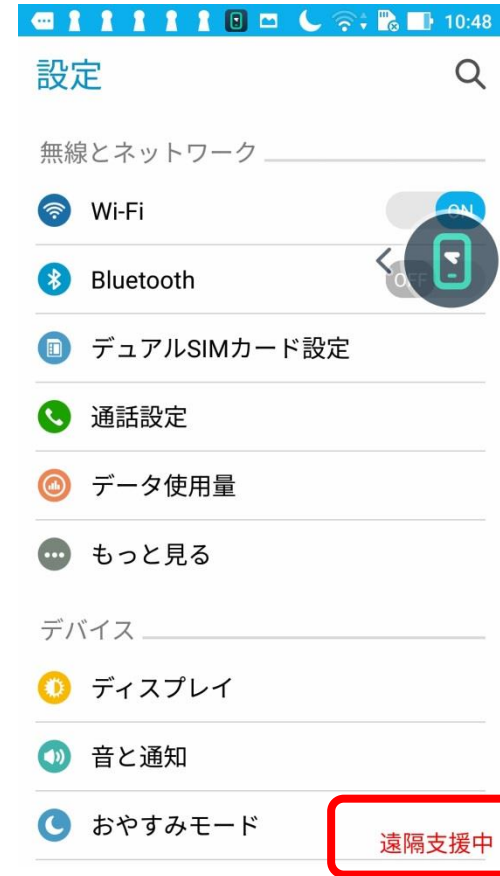 10:48
設定
無線とネットワーク
Wi-Fi
ON
Bluetooth
OFF
デュアルSIMカード設定
通話設定
データ使用量
もっと見る
デバイス
ディスプレイ
音と通知
おやすみモード
遠隔支援中